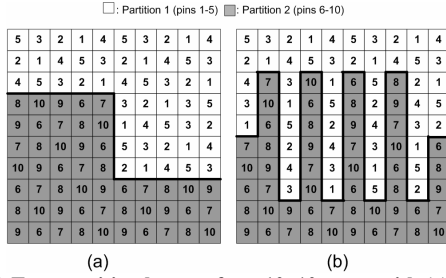 : Partition 1 (pins 1-5) : Partition 2 (pins 6-10)
5 3 2 1 4 5 3 2 1 4
2 1 4 5 3 2 1 4 5 3
4 5 3 2 1 4 5 3 2 1
8 10 9 6 7 3 2 1 3 5
9 6 7 8 10 1 4 5 3 2
7 8 10 9 6 5 3 2 1 4
10 9 6 7 8 2 1 4 5 3
6 7 8 10 9 6 7 8 10 9
8 10 9 6 7 8 10 9 6 7
9 6 7 8 10 9 6 7 8 10
(a)
5 3 2 1 4 5 3 2 1 4
2 1 4 5 3 2 1 4 5 3
4 7 3 10 1 6 5 8 2 1
3 10 1 6 5 8 2 9 4 5
1 6 5 8 2 9 4 7 3 2
7 8 2 9 4 7 3 10 1 6
10 9 4 7 3 10 1 6 5 8
6 7 3 10 1 6 5 8 2 9
8 10 9 6 7 8 10 9 6 7
9 6 7 8 10 9 6 7 8 10
(b)